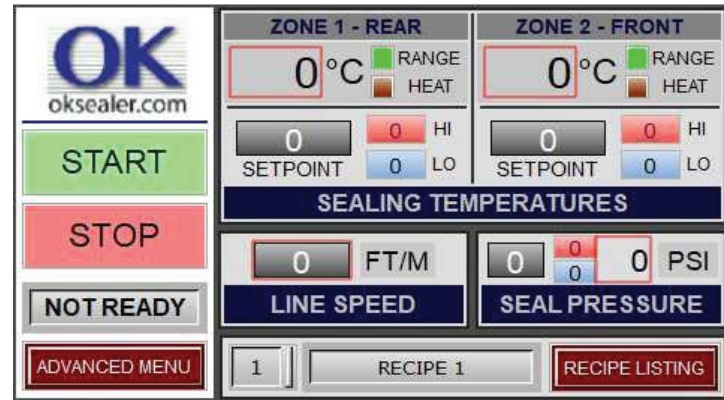 OK
oksealer.com
START
STOP
NOT READY
ADVANCED MENU
ZONE 1 - REAR
0 °C RANGE
HEAT
0 0 HI
SETPOINT 0 LO
ZONE 2 - FRONT
0 °C RANGE
HEAT
0 0 HI
SETPOINT 0 LO
SEALING TEMPERATURES
0 FT/M
LINE SPEED
0 0 0 0 PSI
SEAL PRESSURE
1 RECIPE 1 RECIPE LISTING